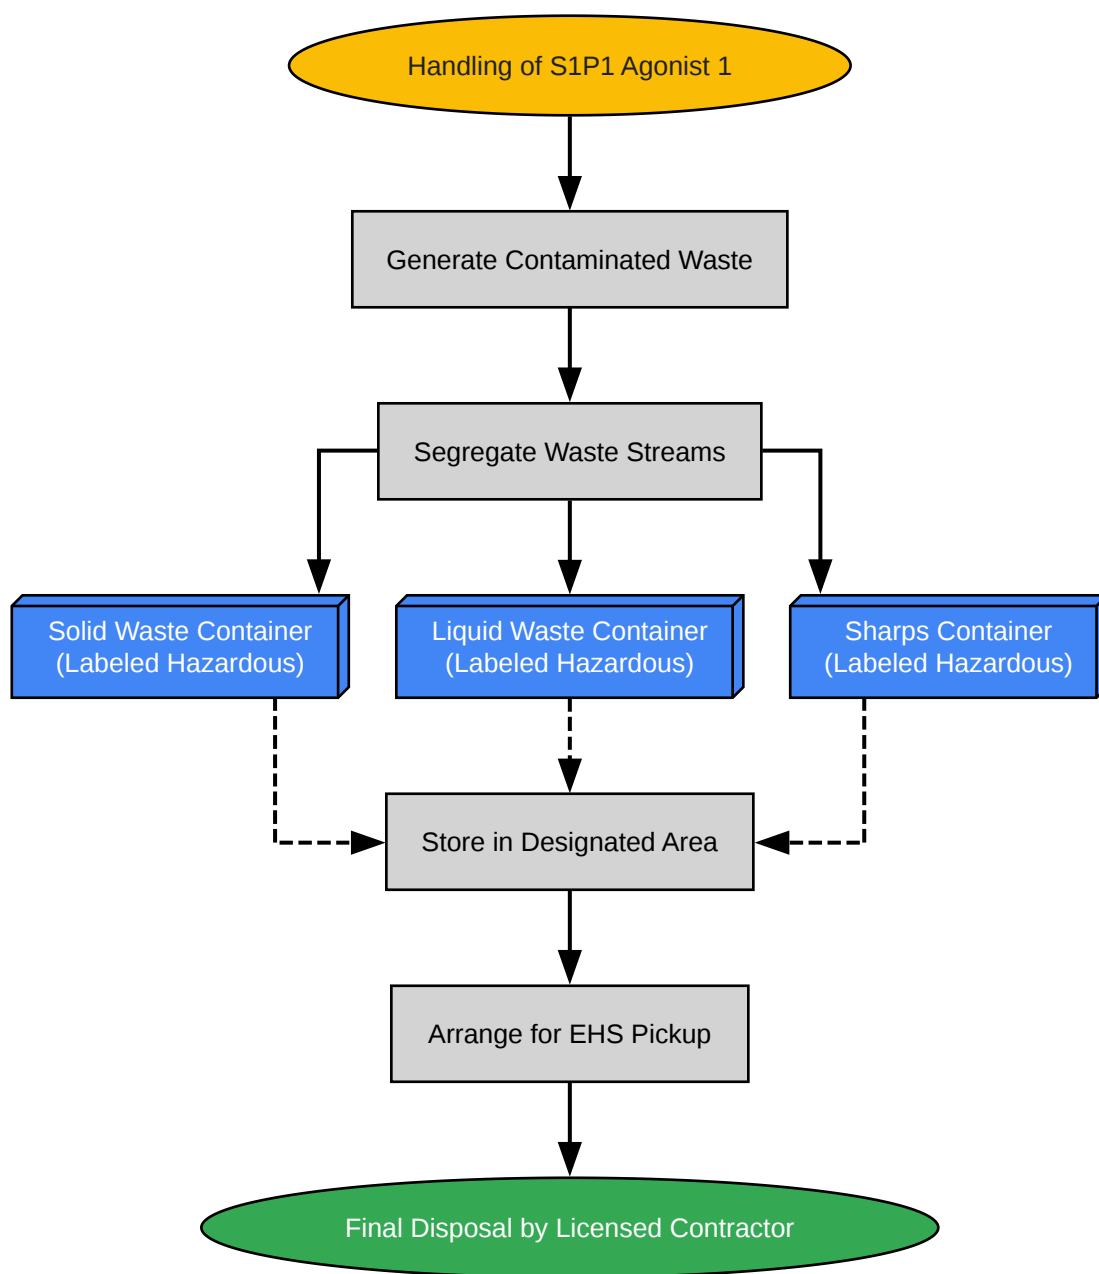 Handling of S1P1 Agonist 1
Generate Contaminated Waste
Segregate Waste Streams
Solid Waste Container
(Labeled Hazardous)
Liquid Waste Container
(Labeled Hazardous)
Sharps Container
(Labeled Hazardous)
Store in Designated Area
Arrange for EHS Pickup
Final Disposal by Licensed Contractor